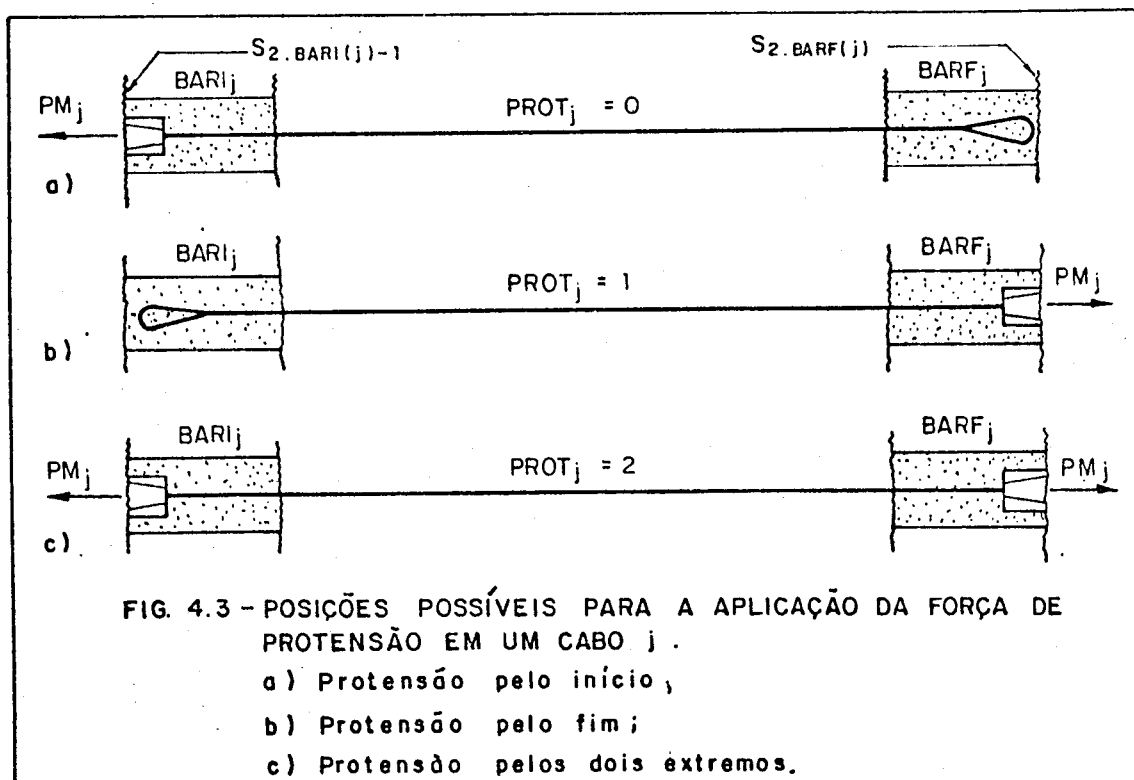 S2.BARI(j)-1
S2.BARF(j)
BARIj
BARFj
PMj
PROTj = 0
a)
BARIj
BARFj
PROTj = 1
PMj
b)
BARIj
BARFj
PMj
PROTj = 2
PMj
c)
FIG. 4.3 - POSIÇÕES POSSÍVEIS PARA A APLICAÇÃO DA FORÇA DE
PROTENSÃO EM UM CABO j .
a) Protensão pelo início,
b) Protensão pelo fim;
c) Protensão pelos dois extremos.